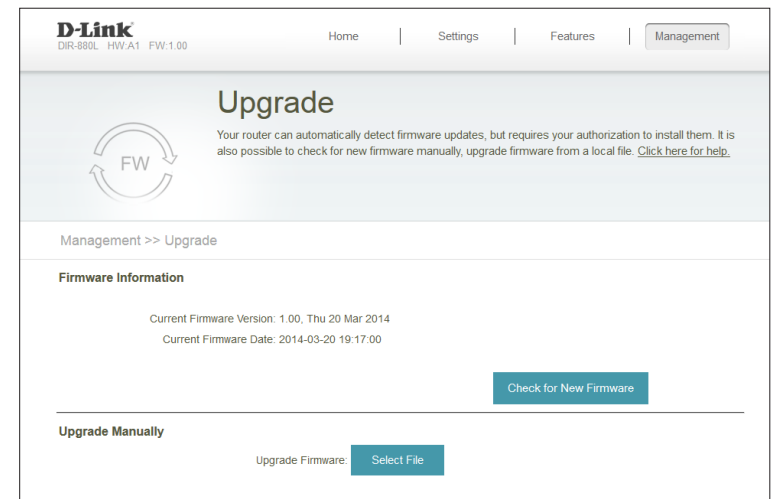 D-Link
DIR-880L HW:A1 FW:1.00
Home | Settings | Features | Management
Upgrade
Your router can automatically detect firmware updates, but requires your authorization to install them. It is
also possible to check for new firmware manually, upgrade firmware from a local file. Click here for help.
FW
Management >> Upgrade
Firmware Information
Current Firmware Version: 1.00, Thu 20 Mar 2014
Current Firmware Date: 2014-03-20 19:17:00
Check for New Firmware
Upgrade Manually
Upgrade Firmware: Select File